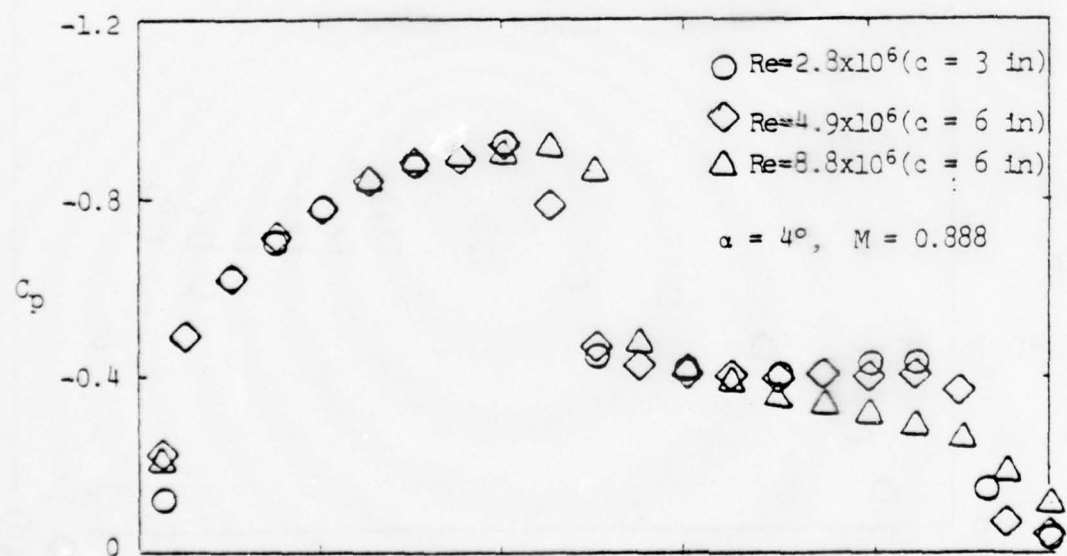 -1.2
Re=2.8x10⁶(c = 3 in)
Re=4.9x10⁶(c = 6 in)
Re=8.8x10⁶(c = 6 in)
-0.8
α = 4°, M = 0.888
Cp
-0.4
0